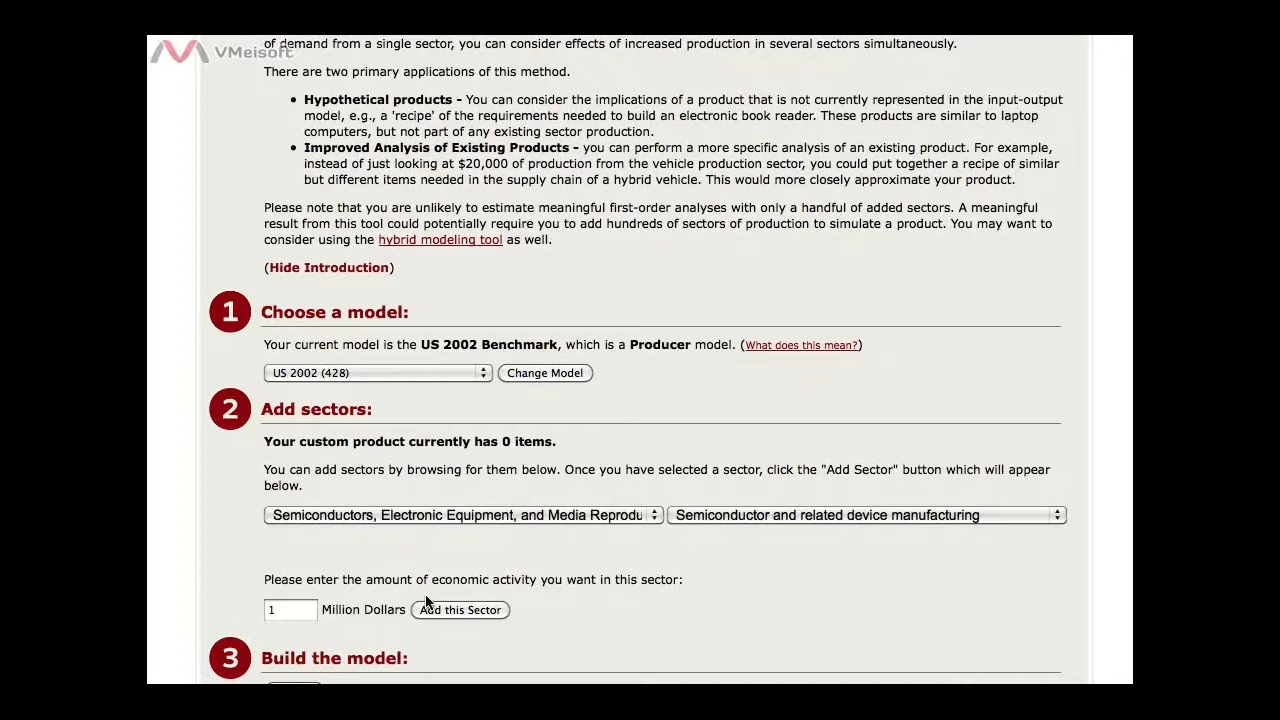 of demand from a single sector, you can consider effects of increased production in several sectors simultaneously.
VMeisoft
There are two primary applications of this method.
• Hypothetical products - You can consider the implications of a product that is not currently represented in the input-output
model, e.g., a 'recipe' of the requirements needed to build an electronic book reader. These products are similar to laptop
computers, but not part of any existing sector production.
• Improved Analysis of Existing Products - you can perform a more specific analysis of an existing product. For example,
instead of just looking at $20,000 of production from the vehicle production sector, you could put together a recipe of similar
but different items needed in the supply chain of a hybrid vehicle. This would more closely approximate your product.
Please note that you are unlikely to estimate meaningful first-order analyses with only a handful of added sectors. A meaningful
result from this tool could potentially require you to add hundreds of sectors of production to simulate a product. You may want to
consider using the hybrid modeling tool as well.
(Hide Introduction)
1 Choose a model:
Your current model is the US 2002 Benchmark, which is a Producer model. (What does this mean?)
US 2002 (428) Change Model
2 Add sectors:
Your custom product currently has 0 items.
You can add sectors by browsing for them below. Once you have selected a sector, click the "Add Sector" button which will appear
below.
Semiconductors, Electronic Equipment, and Media Reprodu Semiconductor and related device manufacturing
Please enter the amount of economic activity you want in this sector:
1 Million Dollars Add this Sector
3 Build the model: